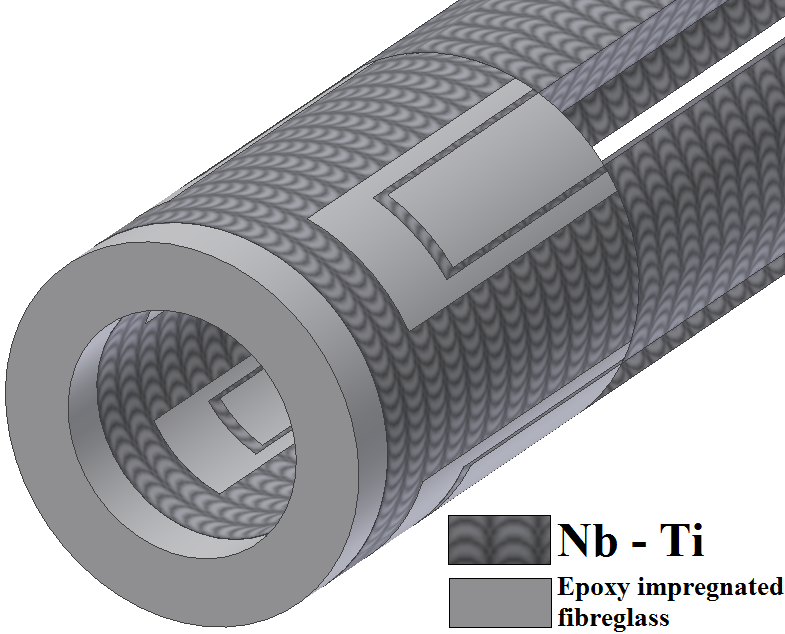 Nb - Ti
Epoxy impregnated
fibreglass